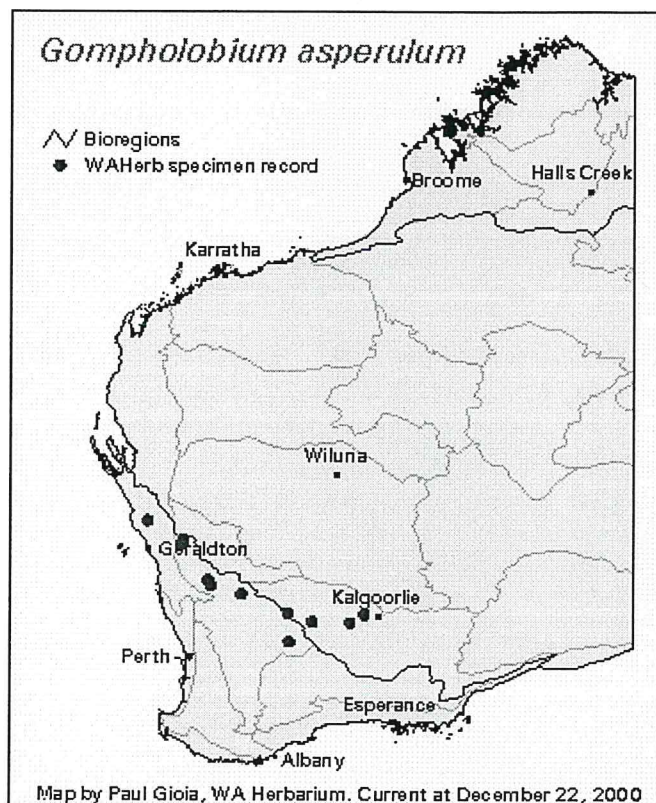 Gompholobium asperulum
Bioregions
WAHerb specimen record
Broome
Halls Creek
Karratha
Wiluna
Geraldton
Kalgoorlie
Perth
Esperance
Albany
Map by Paul Gioia, WA Herbarium. Current at December 22, 2000